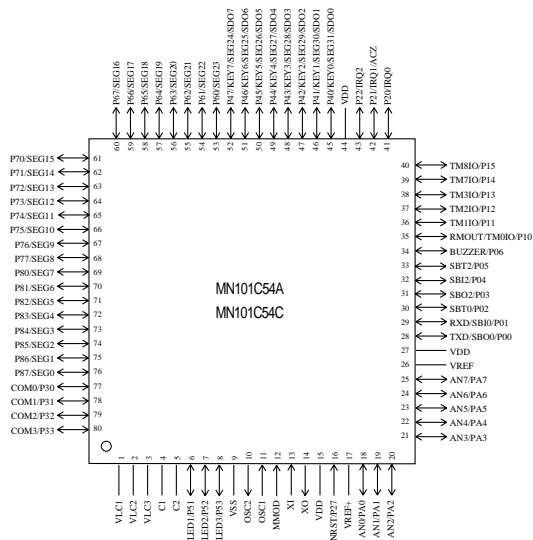 P67/SEG16
P66/SEG17
P65/SEG18
P64/SEG19
P63/SEG20
P62/SEG21
P61/SEG22
P60/SEG23
P47/KEY7/SEG24/SDO7
P46/KEY6/SEG25/SDO6
P45/KEY5/SEG26/SDO5
P44/KEY4/SEG27/SDO4
P43/KEY3/SEG28/SDO3
P42/KEY2/SEG29/SDO2
P41/KEY1/SEG30/SDO1
P40/KEY0/SEG31/SDO0
VDD
P22/IRQ2
P21/IRQ1/ACZ
P20/IRQ0
60 59 58 57 56 55 54 53 52 51 50 49 48 47 46 45 44 43 42 41
P70/SEG15 61
P71/SEG14 62
P72/SEG13 63
P73/SEG12 64
P74/SEG11 65
P75/SEG10 66
P76/SEG9 67
P77/SEG8 68
P80/SEG7 69
P81/SEG6 70
P82/SEG5 71
P83/SEG4 72
P84/SEG3 73
P85/SEG2 74
P86/SEG1 75
P87/SEG0 76
COM0/P30 77
COM1/P31 78
COM2/P32 79
COM3/P33 80
MN101C54A
MN101C54C
40 TM8IO/P15
39 TM7IO/P14
38 TM3IO/P13
37 TM2IO/P12
36 TM1IO/P11
35 RMOUT/TM0IO/P10
34 BUZZER/P06
33 SBT2/P05
32 SBI2/P04
31 SBO2/P03
30 SBT0/P02
29 RXD/SBI0/P01
28 TXD/SBO0/P00
27 VDD
26 VREF
25 AN7/PA7
24 AN6/PA6
23 AN5/PA5
22 AN4/PA4
21 AN3/PA3
1 2 3 4 5 6 7 8 9 10 11 12 13 14 15 16 17 18 19 20
VLC1
VLC2
VLC3
C1
C2
LED1/P51
LED2/P52
LED3/P53
VSS
OSC2
OSC1
MMOD
XI
XO
VDD
NRST/P27
VREF+
AN0/PA0
AN1/PA1
AN2/PA2